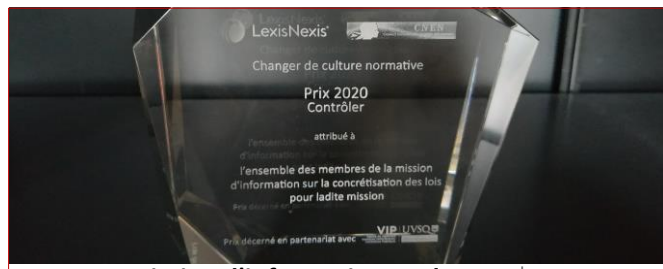 LexisNexis® CNEN
Changer de culture normative
Prix 2020
Contrôler
attribué à
l'ensemble des membres de la mission
d'information sur la concrétisation des lois
pour ladite mission
VIP UVSQ
Prix décerné en partenariat avec